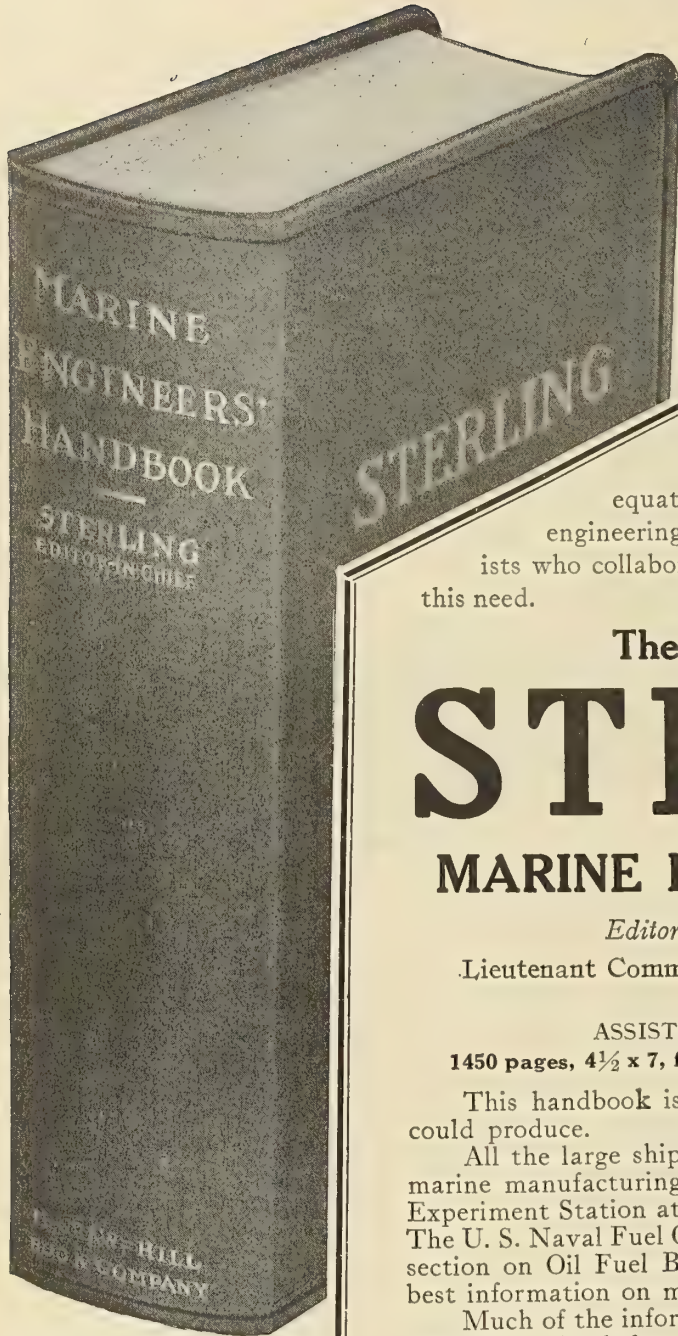 MARINE
ENGINEERS'
HANDBOOK
STERLING
EDITOR-IN-CHIEF
STERLING
HILL
BOOK COMPANY
equat
engineering
ists who collabo
this need.
The
STE
MARINE
Editor
Lieutenant Comm
ASSIST
1450 pages, 4½ x 7, f
This handbook is
could produce.
All the large ship
marine manufacturing
Experiment Station at
The U. S. Naval Fuel
section on Oil Fuel B
best information on m
Much of the infor